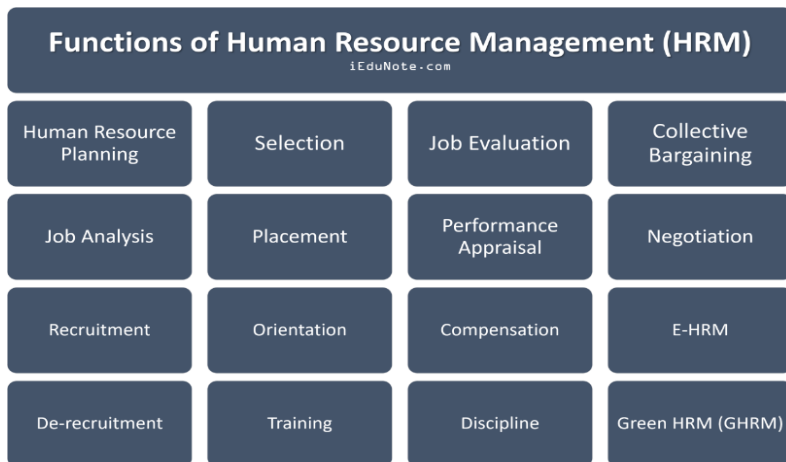 Functions of Human Resource Management (HRM)
iEduNote.com
Human Resource
Planning
Selection
Job Evaluation
Collective
Bargaining
Job Analysis
Placement
Performance
Appraisal
Negotiation
Recruitment
Orientation
Compensation
E-HRM
De-recruitment
Training
Discipline
Green HRM (GHRM)